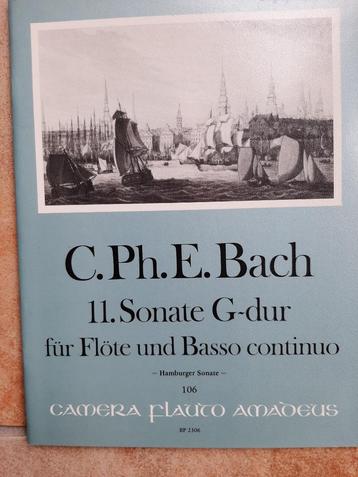 C. Ph. E. Bach
11. Sonate G-dur
für Flöte und Basso continuo
– Hamburger Sonate –
106
CAMERA FLAUTO AMADEUS
BP 2306